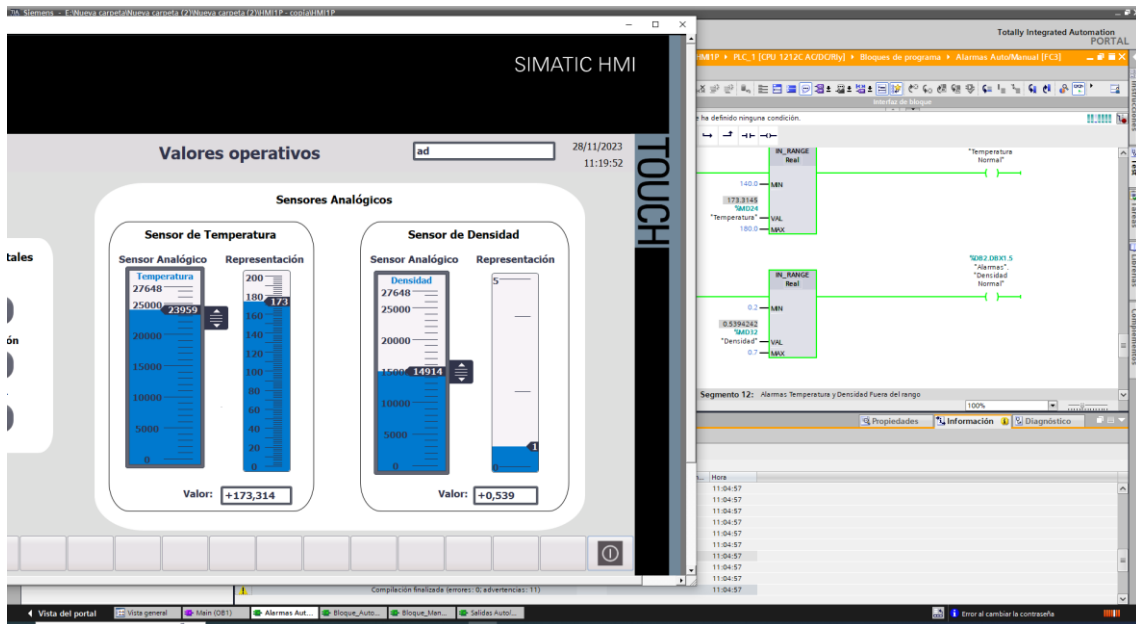 Siemens - E:\Nueva carpeta\Nueva carpeta (2)\Nueva carpeta (2)\HMI1P - copia\HMI1P
Totally Integrated Automation
PORTAL
HMI1P ▸ PLC_1 [CPU 1212C AC/DC/Rly] ▸ Bloques de programa ▸ Alarmas Auto/Manual [FC3]
SIMATIC HMI
TOUCH
Valores operativos
ad
28/11/2023
11:19:52
Sensores Analógicos
tales
ón
Sensor de Temperatura
Sensor Analógico
Representación
Temperatura
27648
25000
23959
20000
15000
10000
5000
0
200
180
173
160
140
120
100
80
60
40
20
0
Valor:
+173,314
Sensor de Densidad
Sensor Analógico
Representación
Densidad
27648
25000
20000
15000
14914
10000
5000
0
5
1
0
Valor:
+0,539
Interfaz de bloque
ha definido ninguna condición.
IN_RANGE
Real
"Temperatura
Normal"
140.0
MIN
173.3145
%MD24
"Temperatura"
VAL
180.0
MAX
%DB2.DBX1.5
"Alarmas".
"Densidad
Normal"
IN_RANGE
Real
0.2
MIN
0.5394242
%MD12
"Densidad"
VAL
0.7
MAX
Segmento 12: Alarmas Temperatura y Densidad Fuera del rango
100%
Propiedades
Información
Diagnóstico
Hora
11:04:57
11:04:57
11:04:57
11:04:57
11:04:57
11:04:57
11:04:57
11:04:57
11:04:57
11:04:57
Compilación finalizada (errores: 0; advertencias: 11)
Instrucciones
Test
Tareas
Librerías
Complementos
Vista del portal
Vista general
Main (OB1)
Alarmas Aut...
Bloque_Auto...
Bloque_Man...
Salidas Auto/...
Error al cambiar la contraseña